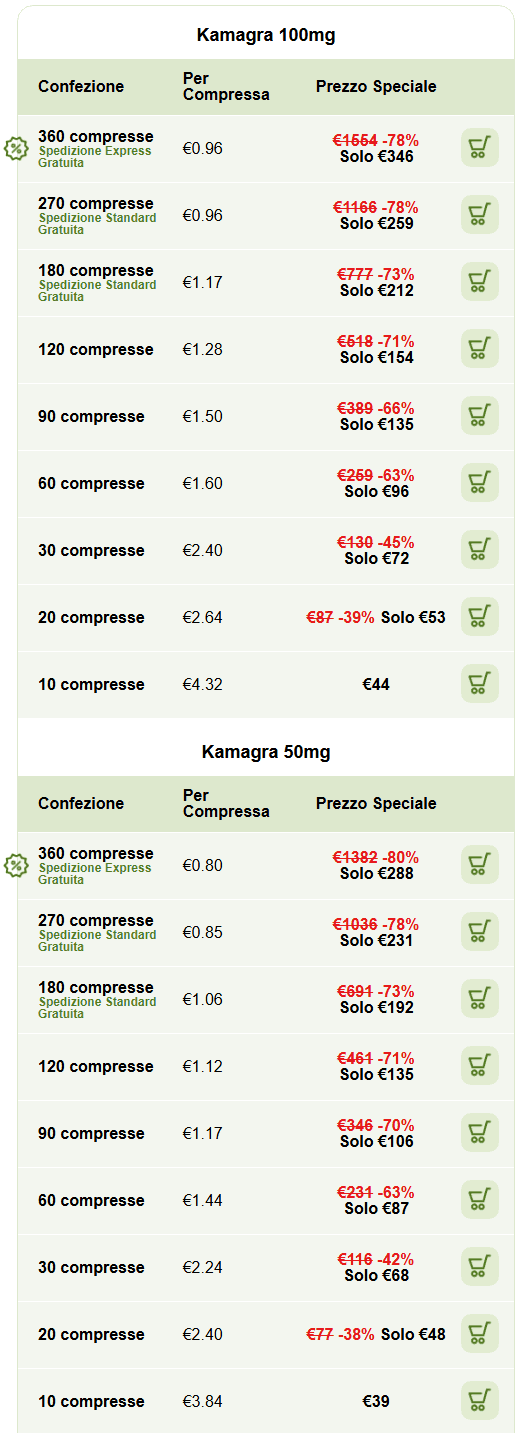 Kamagra 100mg
Confezione
Per
Compressa
Prezzo Speciale
360 compresse
Spedizione Express
Gratuita
€0.96
€1554 -78%
Solo €346
270 compresse
Spedizione Standard
Gratuita
€0.96
€1166 -78%
Solo €259
180 compresse
Spedizione Standard
Gratuita
€1.17
€777 -73%
Solo €212
120 compresse
€1.28
€518 -71%
Solo €154
90 compresse
€1.50
€389 -66%
Solo €135
60 compresse
€1.60
€259 -63%
Solo €96
30 compresse
€2.40
€130 -45%
Solo €72
20 compresse
€2.64
€87 -39% Solo €53
10 compresse
€4.32
€44
Kamagra 50mg
Confezione
Per
Compressa
Prezzo Speciale
360 compresse
Spedizione Express
Gratuita
€0.80
€1382 -80%
Solo €288
270 compresse
Spedizione Standard
Gratuita
€0.85
€1036 -78%
Solo €231
180 compresse
Spedizione Standard
Gratuita
€1.06
€691 -73%
Solo €192
120 compresse
€1.12
€461 -71%
Solo €135
90 compresse
€1.17
€346 -70%
Solo €106
60 compresse
€1.44
€231 -63%
Solo €87
30 compresse
€2.24
€116 -42%
Solo €68
20 compresse
€2.40
€77 -38% Solo €48
10 compresse
€3.84
€39